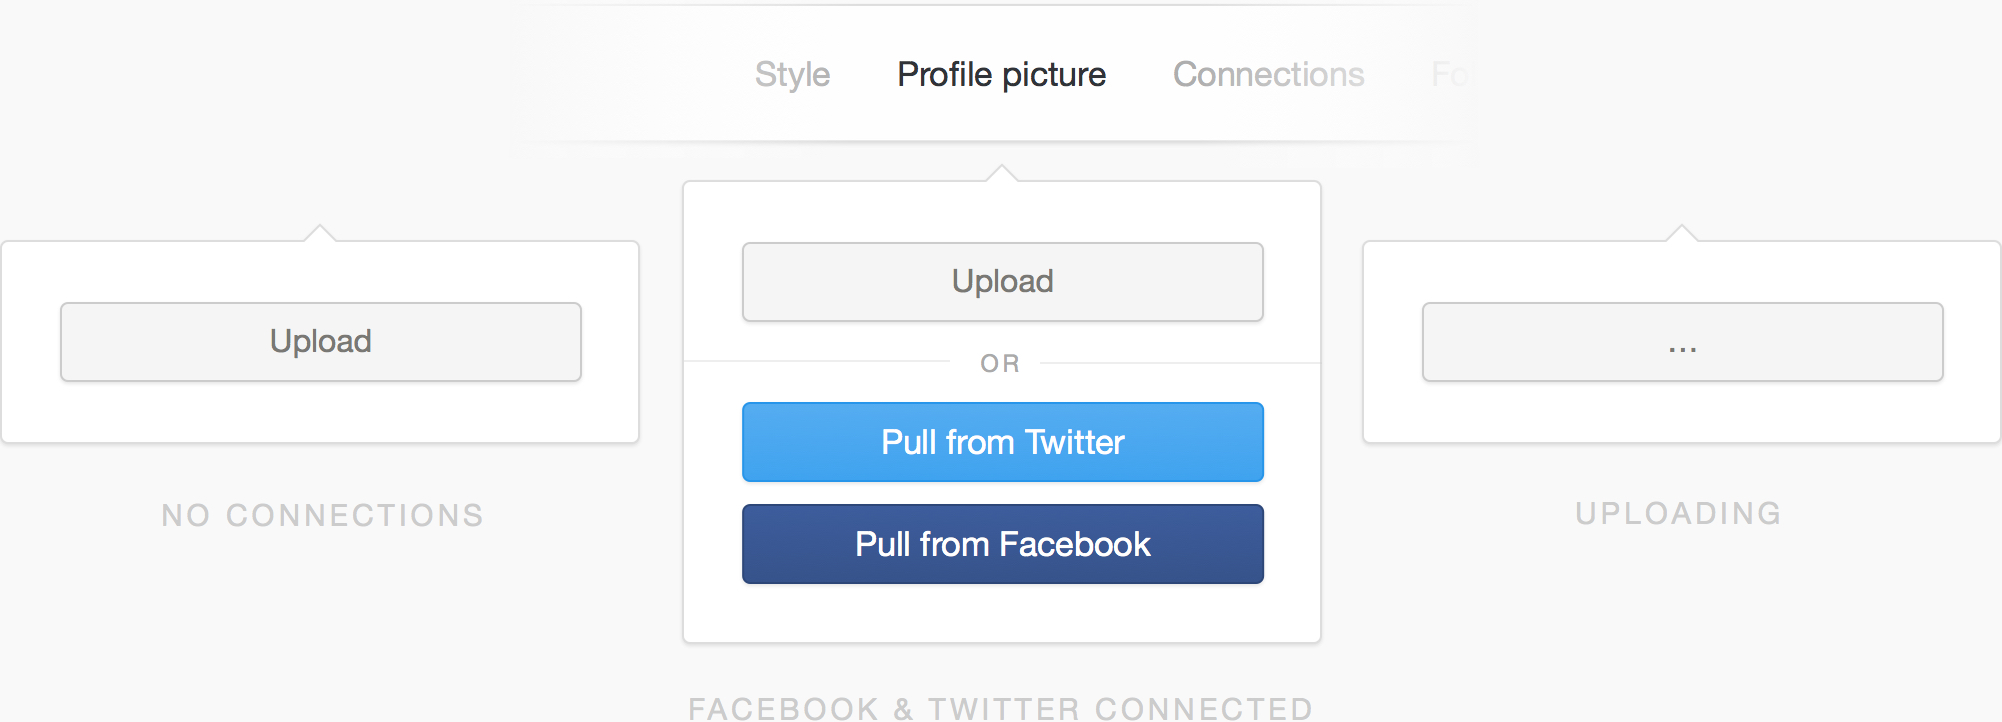 Style Profile picture Connections Fo
Upload
OR
Pull from Twitter
Pull from Facebook
FACEBOOK & TWITTER CONNECTED
Upload
NO CONNECTIONS
...
UPLOADING